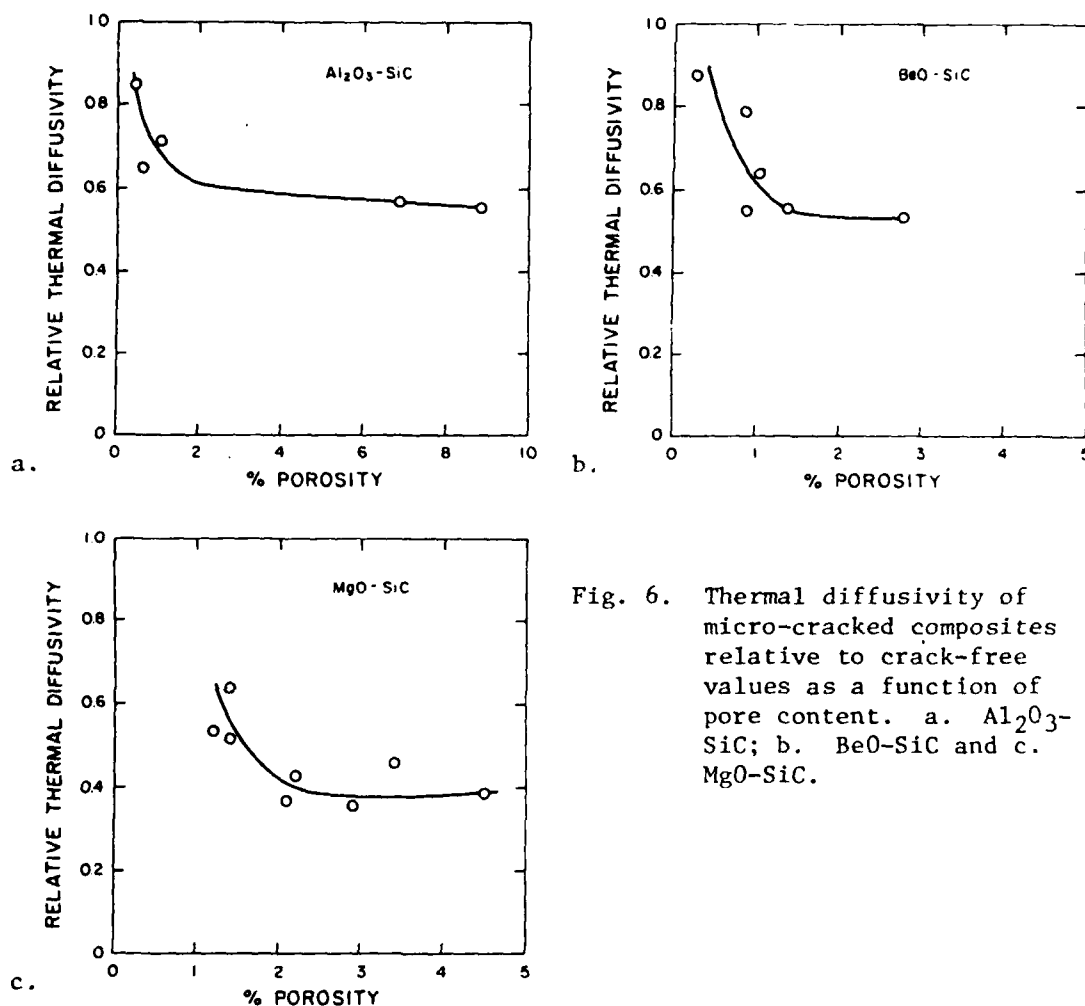 1.0
0.8
0.6
0.4
0.2
0
RELATIVE THERMAL DIFFUSIVITY
Al₂O₃-SiC
0 2 4 6 8 10
% POROSITY
a.
1.0
0.8
0.6
0.4
0.2
0
RELATIVE THERMAL DIFFUSIVITY
BeO-SiC
0 1 2 3 4 5
% POROSITY
b.
1.0
0.8
0.6
0.4
0.2
0
RELATIVE THERMAL DIFFUSIVITY
MgO-SiC
0 1 2 3 4 5
% POROSITY
c.
Fig. 6. Thermal diffusivity of
micro-cracked composites
relative to crack-free
values as a function of
pore content. a. Al₂O₃-
SiC; b. BeO-SiC and c.
MgO-SiC.